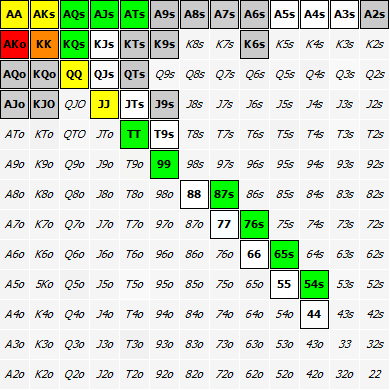 AA AKs AQs AJs ATs A9s A8s A7s A6s A5s A4s A3s A2s
AKo KK KQs KJs KTs K9s K8s K7s K6s K5s K4s K3s K2s
AQo KQo QQ QJs QTs Q9s Q8s Q7s Q6s Q5s Q4s Q3s Q2s
AJo KJO QJO JJ JTs J9s J8s J7s J6s J5s J4s J3s J2s
ATo KTo QTO JTo TT T9s T8s T7s T6s T5s T4s T3s T2s
A9o K9o Q9o J9o T9o 99 98s 97s 96s 95s 94s 93s 92s
A8o K8o Q8o J8o T8o 98o 88 87s 86s 85s 84s 83s 82s
A7o K7o Q7o J7o T7o 97o 87o 77 76s 75s 74s 73s 72s
A6o K6o Q6o J6o T6o 96o 86o 76o 66 65s 64s 63s 62s
A5o 5Ko Q5o J5o T5o 95o 85o 75o 65o 55 54s 53s 52s
A4o K4o Q4o J4o T4o 94o 84o 74o 64o 54o 44 43s 42s
A3o K3o Q3o J3o T3o 93o 83o 73o 63o 53o 43o 33 32s
A2o K2o Q2o J2o T2o 92o 82o 72o 62o 52o 42o 32o 22